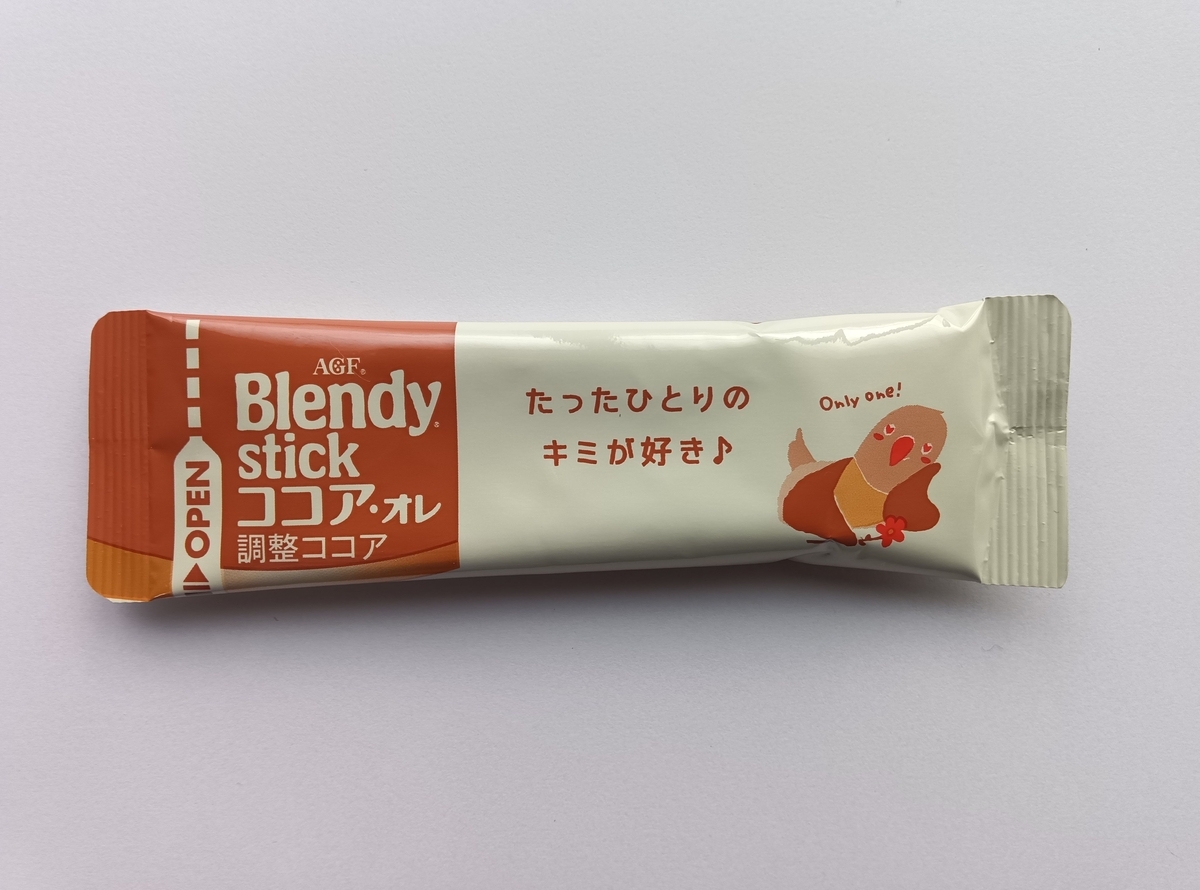 AGF®
Blendy®
stick
ココア・オレ
調整ココア
OPEN
たったひとりの
キミが好き♪
Only one!